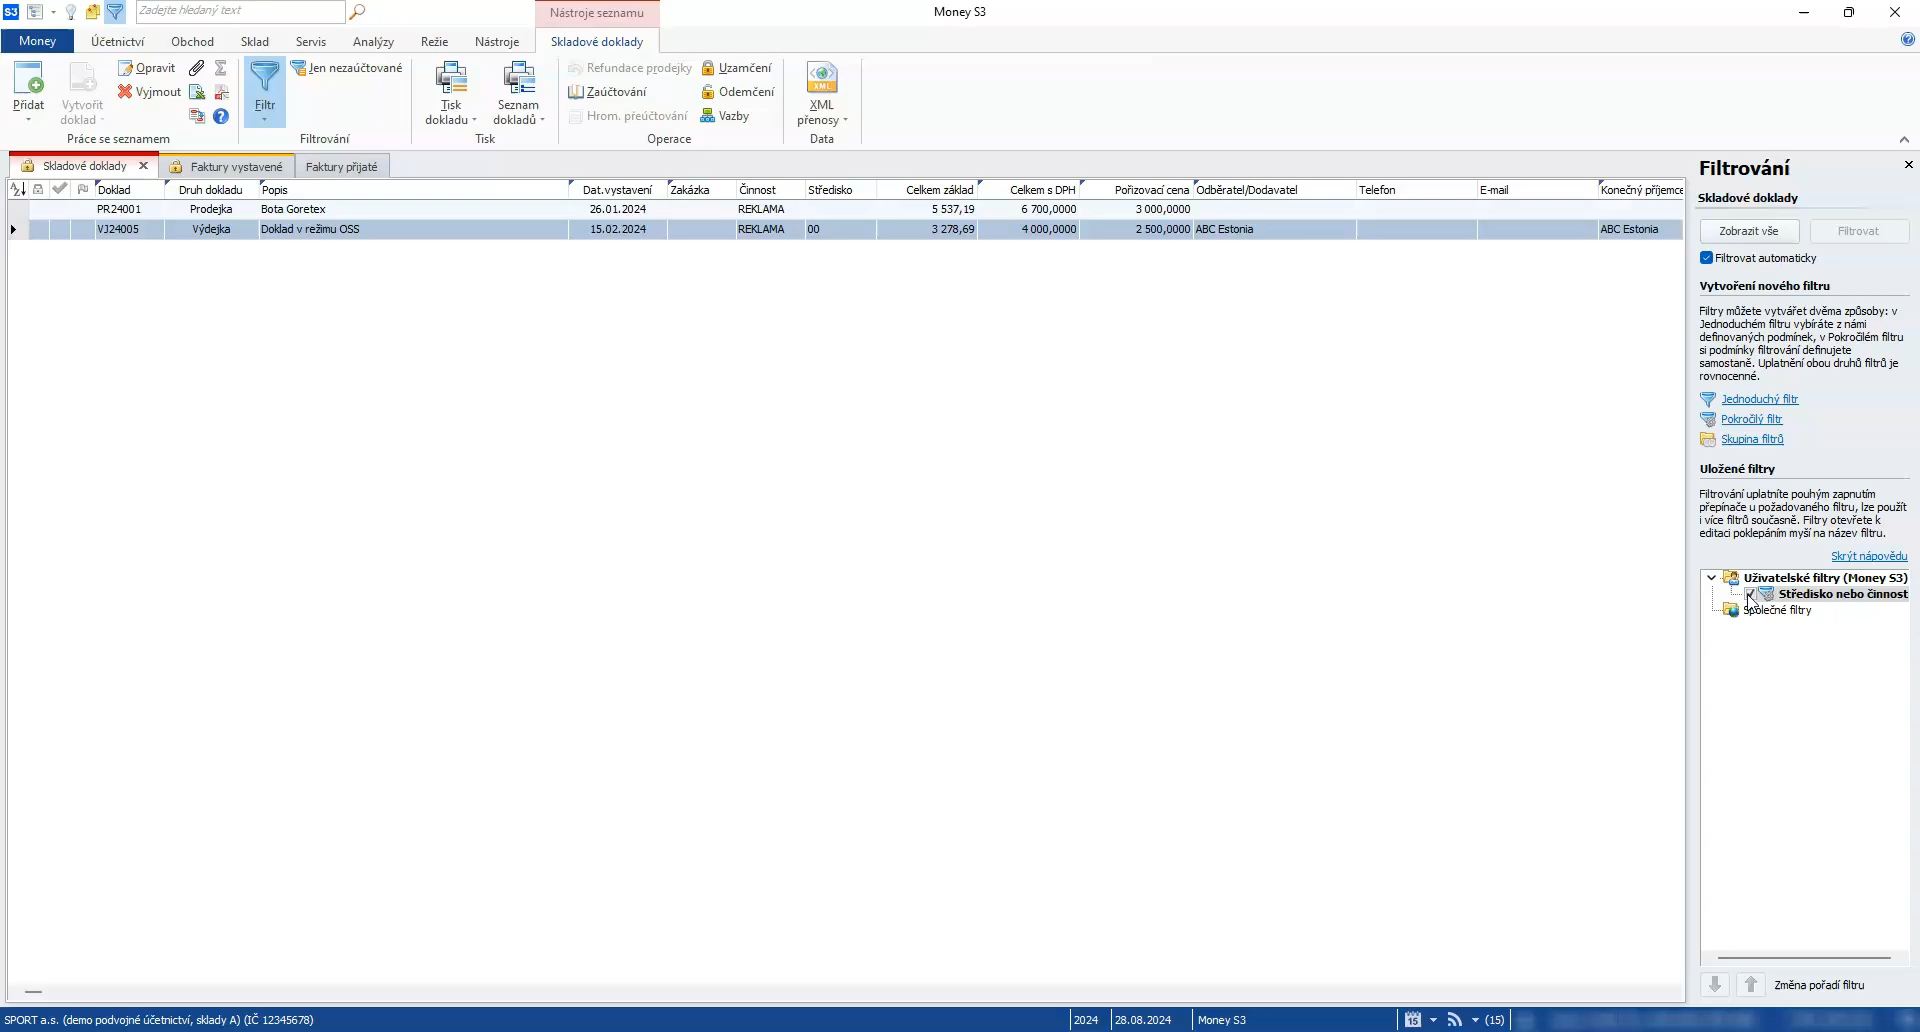 S3
Zadejte hledaný text
Nástroje seznamu
Money S3
Money
Účetnictví
Obchod
Sklad
Servis
Analýzy
Režie
Nástroje
Skladové doklady
Přidat
Vytvořit
doklad
Opravit
Vyjmout
Práce se seznamem
Filtr
Jen nezaúčtované
Filtrování
Tisk
dokladu
Seznam
dokladů
Tisk
Refundace prodejky
Zaúčtování
Hrom. přeúčtování
Uzamčení
Odemčení
Vazby
Operace
XML
XML
přenosy
Data
Skladové doklady
Faktury vystavené
Faktury přijaté
Doklad Druh dokladu Popis Dat.vystavení Zakázka Činnost Středisko Celkem základ Celkem s DPH Pořizovací cena Odběratel/Dodavatel Telefon E-mail Konečný příjemce
PR24001 Prodejka Bota Goretex 26.01.2024 REKLAMA 5 537,19 6 700,0000 3 000,0000
VJ24005 Výdejka Doklad v režimu OSS 15.02.2024 REKLAMA 00 3 278,69 4 000,0000 2 500,0000 ABC Estonia ABC Estonia
Filtrování
Skladové doklady
Zobrazit vše
Filtrovat
Filtrovat automaticky
Vytvoření nového filtru
Filtry můžete vytvářet dvěma způsoby: v
Jednoduchém filtru vybíráte z námi
definovaných podmínek, v Pokročilém filtru
si podmínky filtrování definujete
samostaně. Uplatnění obou druhů filtrů je
rovnocenné.
Jednoduchý filtr
Pokročilý filtr
Skupina filtrů
Uložené filtry
Filtrování uplatníte pouhým zapnutím
přepínače u požadovaného filtru, lze použít
i více filtrů současně. Filtry otevřete k
editaci poklepáním myší na název filtru.
Skrýt nápovědu
Uživatelské filtry (Money S3)
Středisko nebo činnost
Společné filtry
Změna pořadí filtru
SPORT a.s. (demo podvojné účetnictví, sklady A) (IČ 12345678)
2024
28.08.2024
Money S3
15
(15)